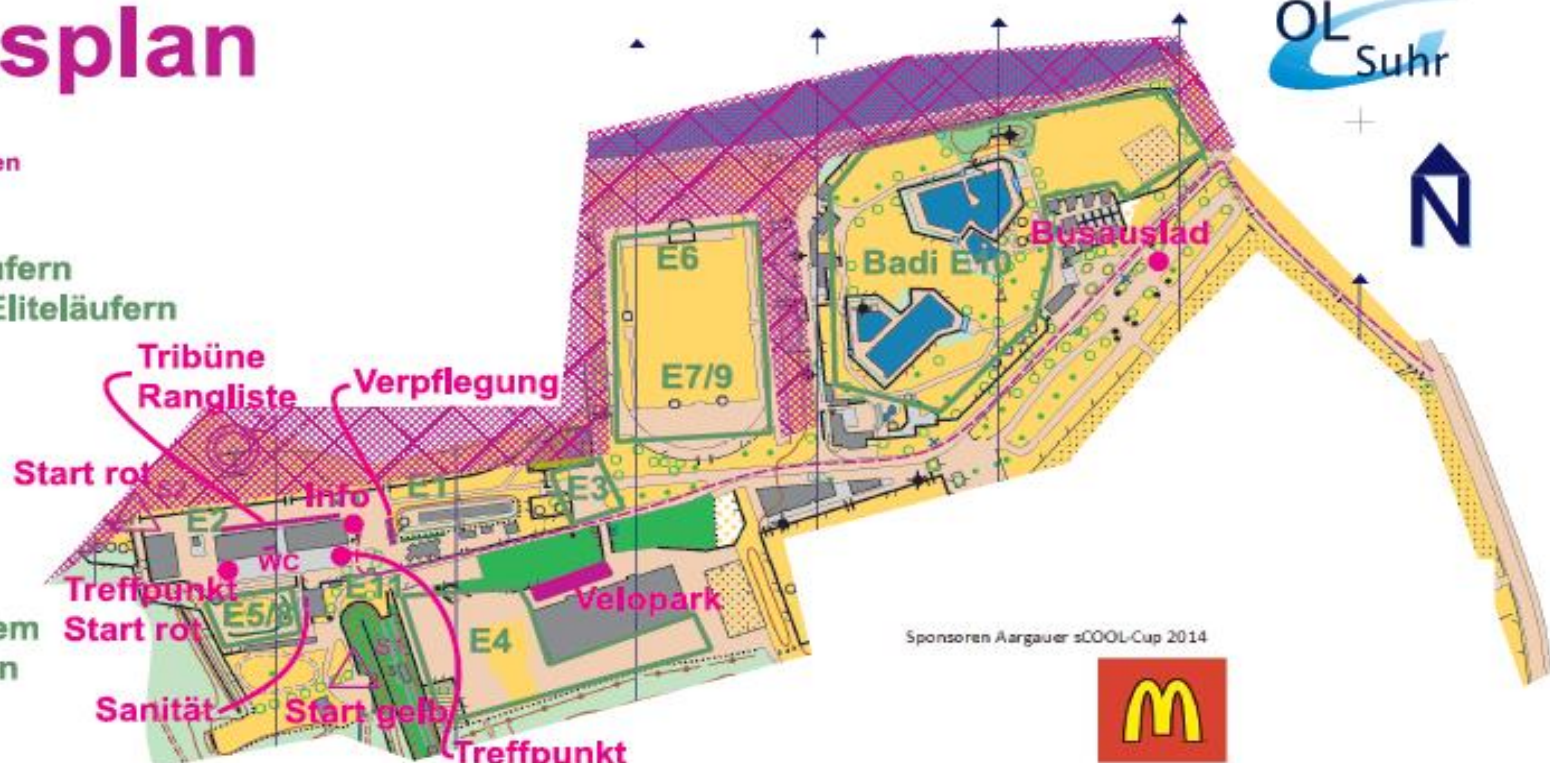 splan
en
OL
Suhr
N
ufern
Eliteläufern
E6
Badi E10
Busauslad
Tribüne
Rangliste
Verpflegung
E7/9
Start rot
Info
E1
E3
E2
WC
Treffpunkt
Start rot
E5/8
E11
Velopark
E4
em
n
S1
Sanität
Start gelb
Treffpunkt
Sponsoren Aargauer sCOOL-Cup 2014
M